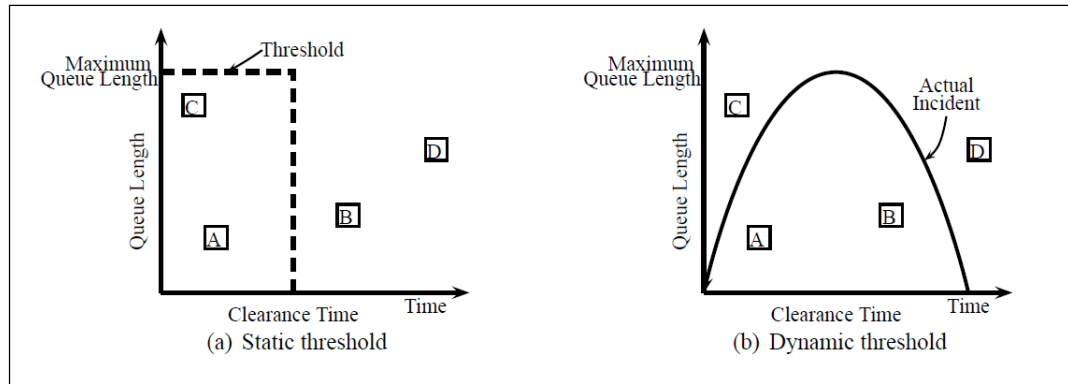 Maximum
Queue Length
Threshold
C
D
B
A
Queue Length
Clearance Time
Time
(a) Static threshold
Maximum
Queue Length
Actual
Incident
C
D
B
A
Queue Length
Clearance Time
Time
(b) Dynamic threshold